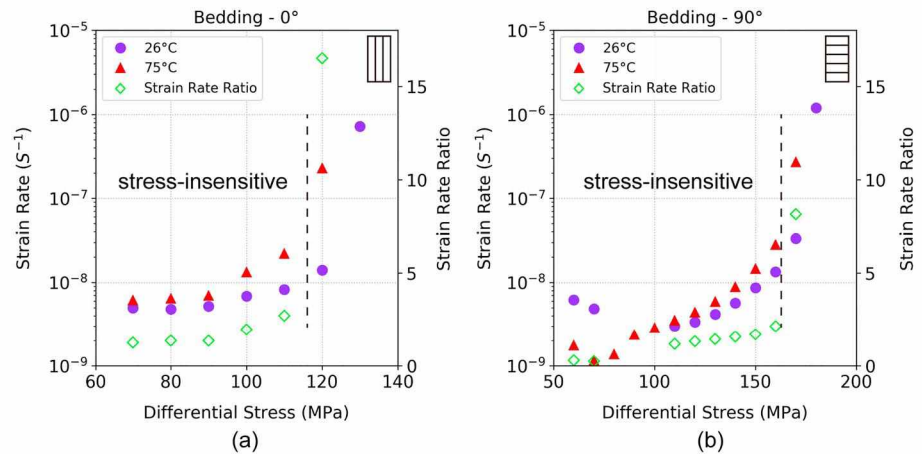 Bedding - 0°
26°C
75°C
Strain Rate Ratio
stress-insensitive
Strain Rate (S⁻¹)
10⁻⁵
10⁻⁶
10⁻⁷
10⁻⁸
10⁻⁹
15
10
5
0
Strain Rate Ratio
60 80 100 120 140
Differential Stress (MPa)
(a)
Bedding - 90°
26°C
75°C
Strain Rate Ratio
stress-insensitive
Strain Rate (S⁻¹)
10⁻⁵
10⁻⁶
10⁻⁷
10⁻⁸
10⁻⁹
15
10
5
0
Strain Rate Ratio
50 100 150 200
Differential Stress (MPa)
(b)